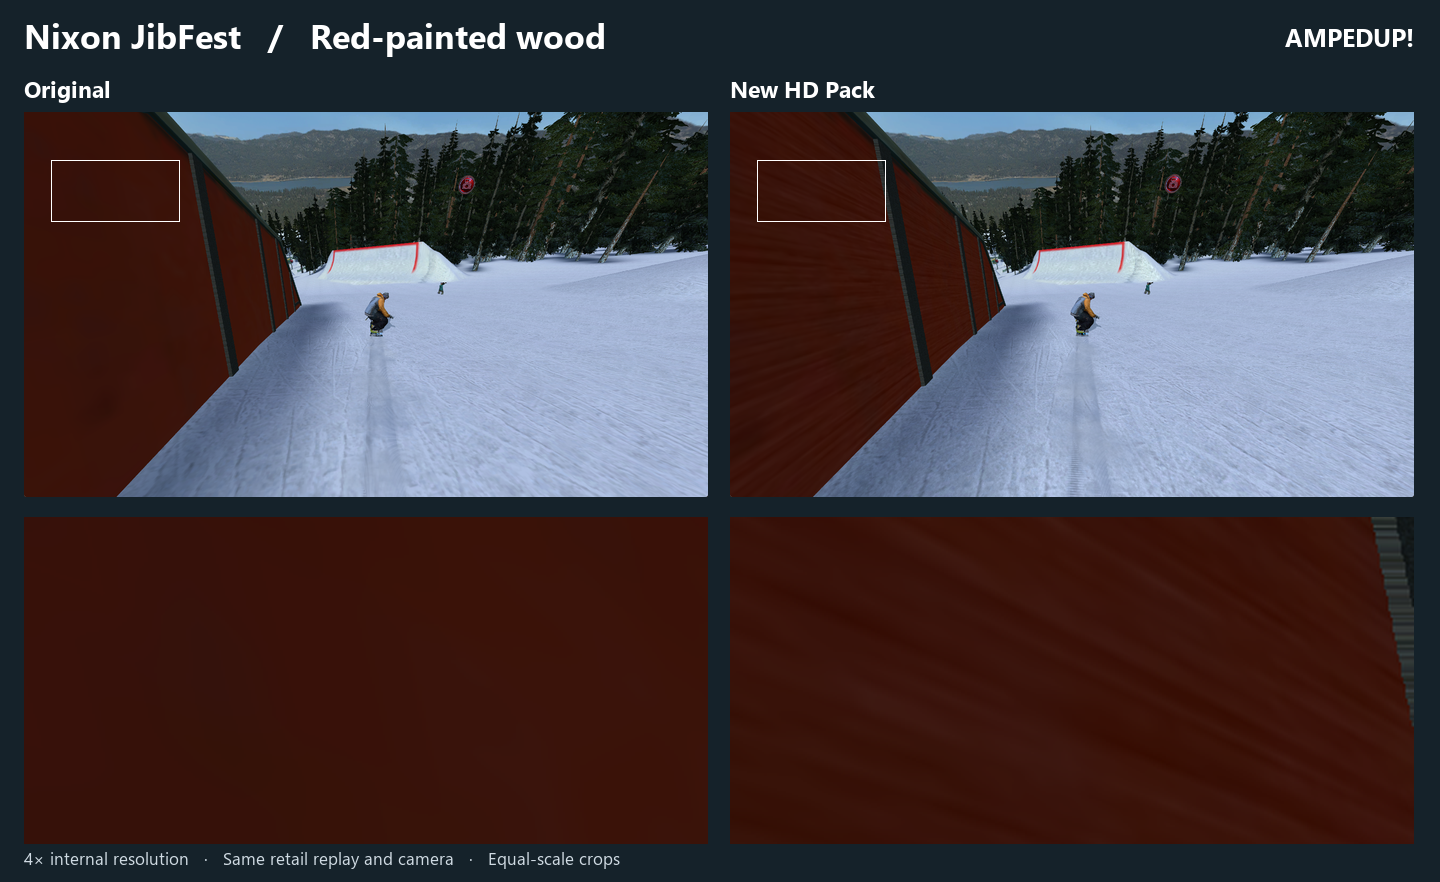 Nixon JibFest / Red-painted wood
AMPEDUP!
Original
New HD Pack
4× internal resolution · Same retail replay and camera · Equal-scale crops